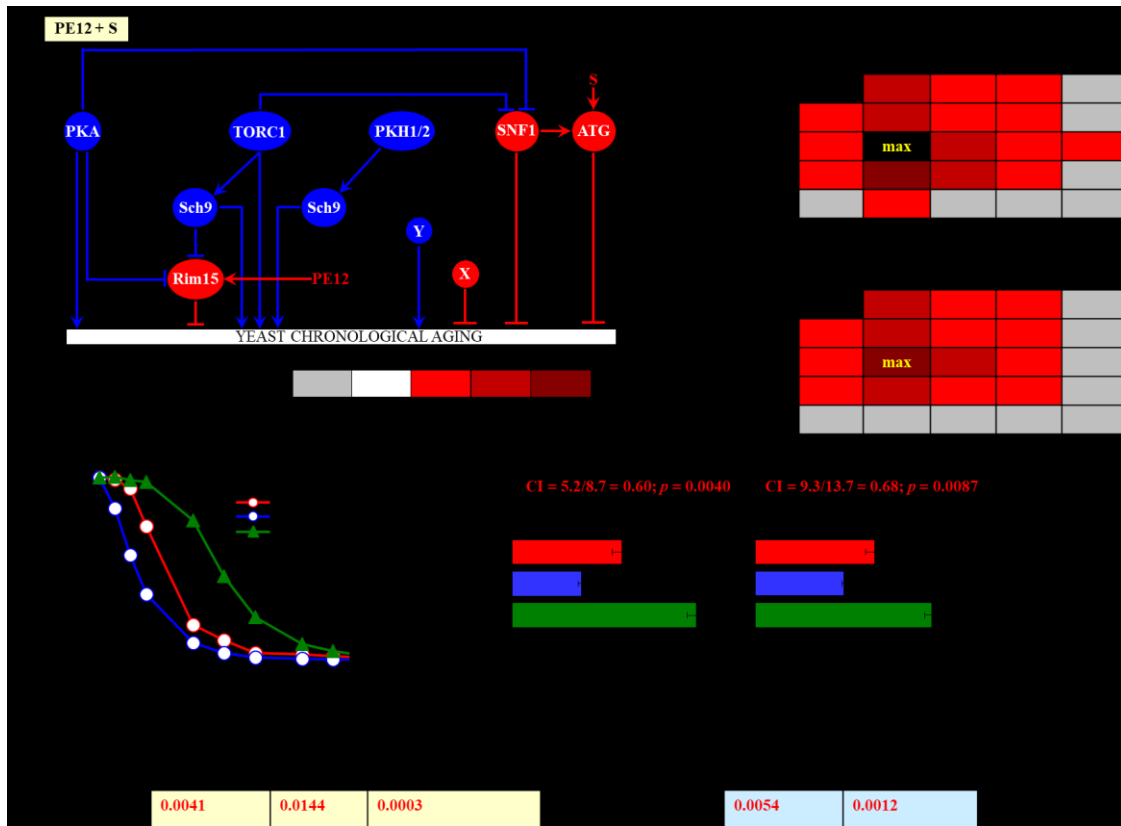 PE12 + S
S
PKA
TORC1
PKH1/2
SNF1
ATG
max
Sch9
Sch9
Y
Rim15
PE12
X
YEAST CHRONOLOGICAL AGING
max
CI = 5.2/8.7 = 0.60; p = 0.0040
CI = 9.3/13.7 = 0.68; p = 0.0087
0.0041
0.0144
0.0003
0.0054
0.0012